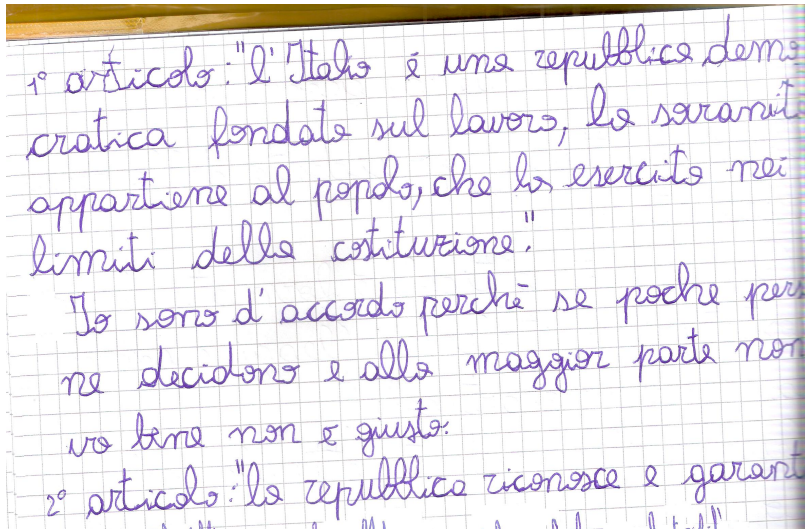 1° articolo: "l'Italia è una repubblica demo
cratica fondata sul lavoro, la sovranit
appartiene al popolo, che la esercita nei
limiti della costituzione."
Io sono d'accordo perchè se poche pers
ne decidono e alla maggior parte non
va bene non è giusto.
2° articolo: "la repubblica riconosce e garant